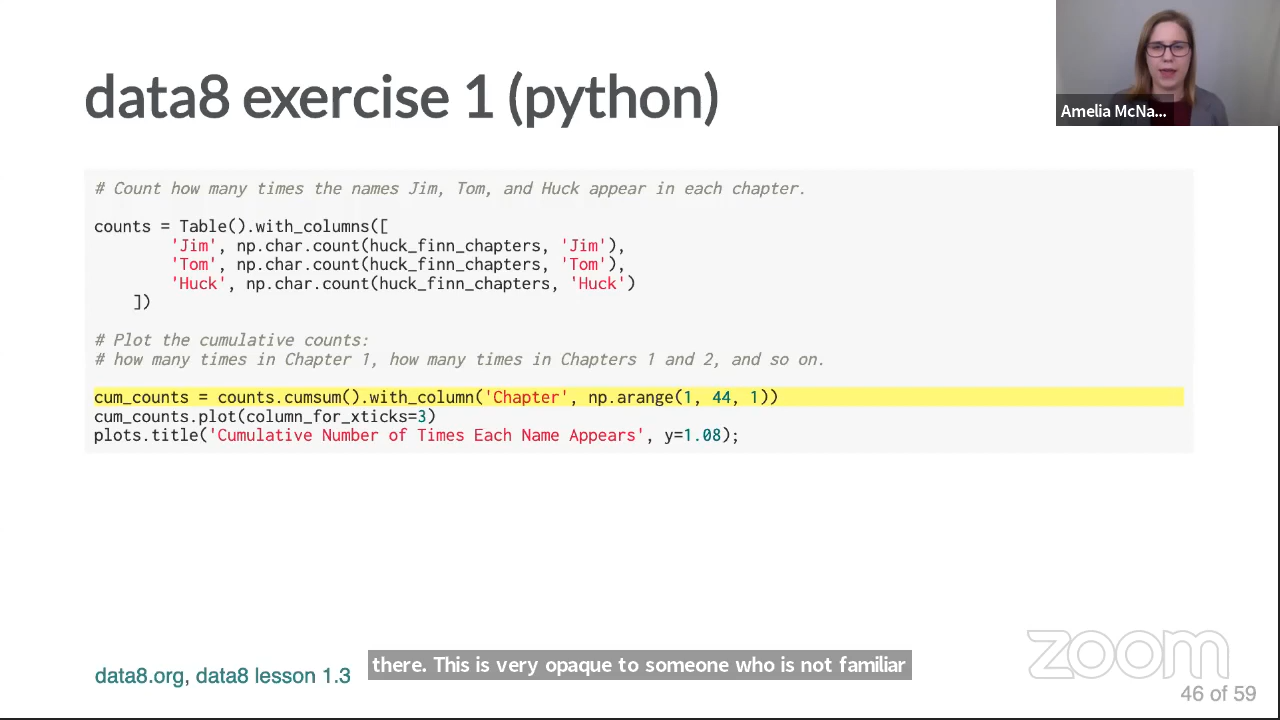 data8 exercise 1 (python)
Amelia McNa...
# Count how many times the names Jim, Tom, and Huck appear in each chapter.
counts = Table().with_columns([
'Jim', np.char.count(huck_finn_chapters, 'Jim'),
'Tom', np.char.count(huck_finn_chapters, 'Tom'),
'Huck', np.char.count(huck_finn_chapters, 'Huck')
])
# Plot the cumulative counts:
# how many times in Chapter 1, how many times in Chapters 1 and 2, and so on.
cum_counts = counts.cumsum().with_column('Chapter', np.arange(1, 44, 1))
cum_counts.plot(column_for_xticks=3)
plots.title('Cumulative Number of Times Each Name Appears', y=1.08);
there. This is very opaque to someone who is not familiar
data8.org, data8 lesson 1.3
zoom
46 of 59